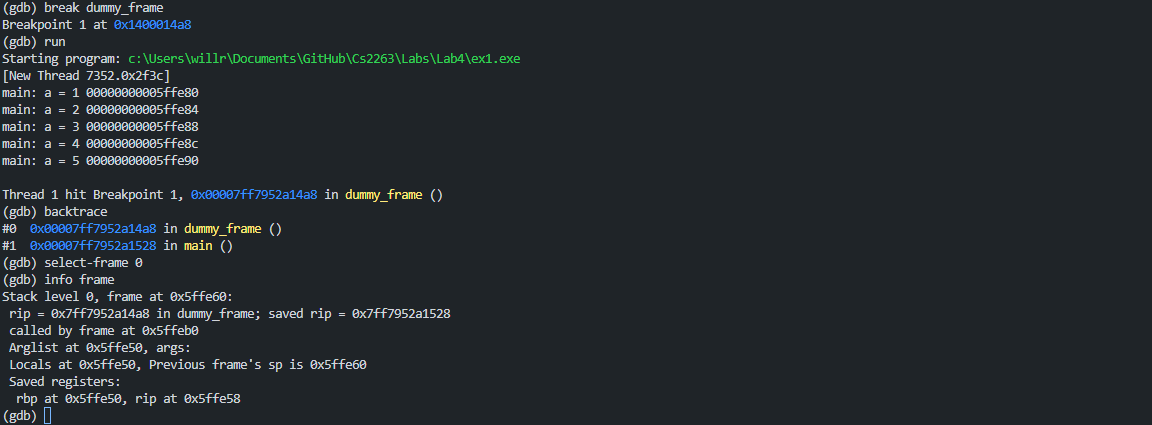 (gdb) break dummy_frame
Breakpoint 1 at 0x1400014a8
(gdb) run
Starting program: c:\Users\willr\Documents\GitHub\Cs2263\Labs\Lab4\ex1.exe
[New Thread 7352.0x2f3c]
main: a = 1 00000000005ffe80
main: a = 2 00000000005ffe84
main: a = 3 00000000005ffe88
main: a = 4 00000000005ffe8c
main: a = 5 00000000005ffe90
Thread 1 hit Breakpoint 1, 0x00007ff7952a14a8 in dummy_frame ()
(gdb) backtrace
#0  0x00007ff7952a14a8 in dummy_frame ()
#1  0x00007ff7952a1528 in main ()
(gdb) select-frame 0
(gdb) info frame
Stack level 0, frame at 0x5ffe60:
 rip = 0x7ff7952a14a8 in dummy_frame; saved rip = 0x7ff7952a1528
 called by frame at 0x5ffeb0
 Arglist at 0x5ffe50, args:
 Locals at 0x5ffe50, Previous frame's sp is 0x5ffe60
 Saved registers:
  rbp at 0x5ffe50, rip at 0x5ffe58
(gdb)